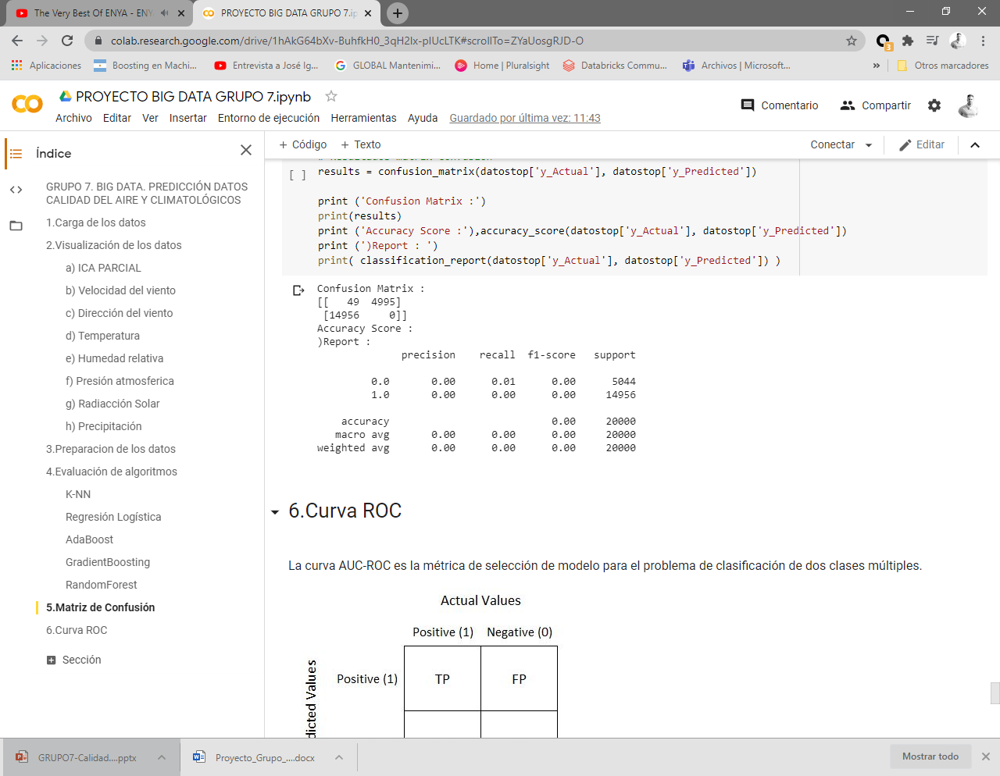 The Very Best Of ENYA - ENY
PROYECTO BIG DATA GRUPO 7.ip
colab.research.google.com/drive/1hAkG64bXv-BuhfkH0_3qH2Ix-pIUcLTK#scrollTo=ZYaUosgRJD-O
3
Aplicaciones
Boosting en Machi...
Entrevista a José Ig...
GLOBAL Mantenimi...
Home | Pluralsight
Databricks Commu...
Archivos | Microsoft...
»
Otros marcadores
PROYECTO BIG DATA GRUPO 7.ipynb
Comentario
Compartir
Archivo Editar Ver Insertar Entorno de ejecución Herramientas Ayuda Guardado por última vez: 11:43
Índice
+ Código + Texto
Conectar
Editar
GRUPO 7. BIG DATA. PREDICCIÓN DATOS
CALIDAD DEL AIRE Y CLIMATOLÓGICOS
1.Carga de los datos
2.Visualización de los datos
a) ICA PARCIAL
b) Velocidad del viento
c) Dirección del viento
d) Temperatura
e) Humedad relativa
f) Presión atmosferica
g) Radiacción Solar
h) Precipitación
3.Preparacion de los datos
4.Evaluación de algoritmos
K-NN
Regresión Logística
AdaBoost
GradientBoosting
RandomForest
5.Matriz de Confusión
6.Curva ROC
Sección
[ ] results = confusion_matrix(datostop['y_Actual'], datostop['y_Predicted'])
print ('Confusion Matrix :')
print(results)
print ('Accuracy Score :'),accuracy_score(datostop['y_Actual'], datostop['y_Predicted'])
print (')Report : ')
print( classification_report(datostop['y_Actual'], datostop['y_Predicted']) )
Confusion Matrix :
[[   49  4995]
 [14956     0]]
Accuracy Score :
)Report :
precision recall f1-score support
0.0 0.00 0.01 0.00 5044
1.0 0.00 0.00 0.00 14956
accuracy 0.00 20000
macro avg 0.00 0.00 0.00 20000
weighted avg 0.00 0.00 0.00 20000
6.Curva ROC
La curva AUC-ROC es la métrica de selección de modelo para el problema de clasificación de dos clases múltiples.
Actual Values
Positive (1) Negative (0)
Positive (1) TP FP
dicted Values
GRUPO7-Calidad....pptx
Proyecto_Grupo_....docx
Mostrar todo